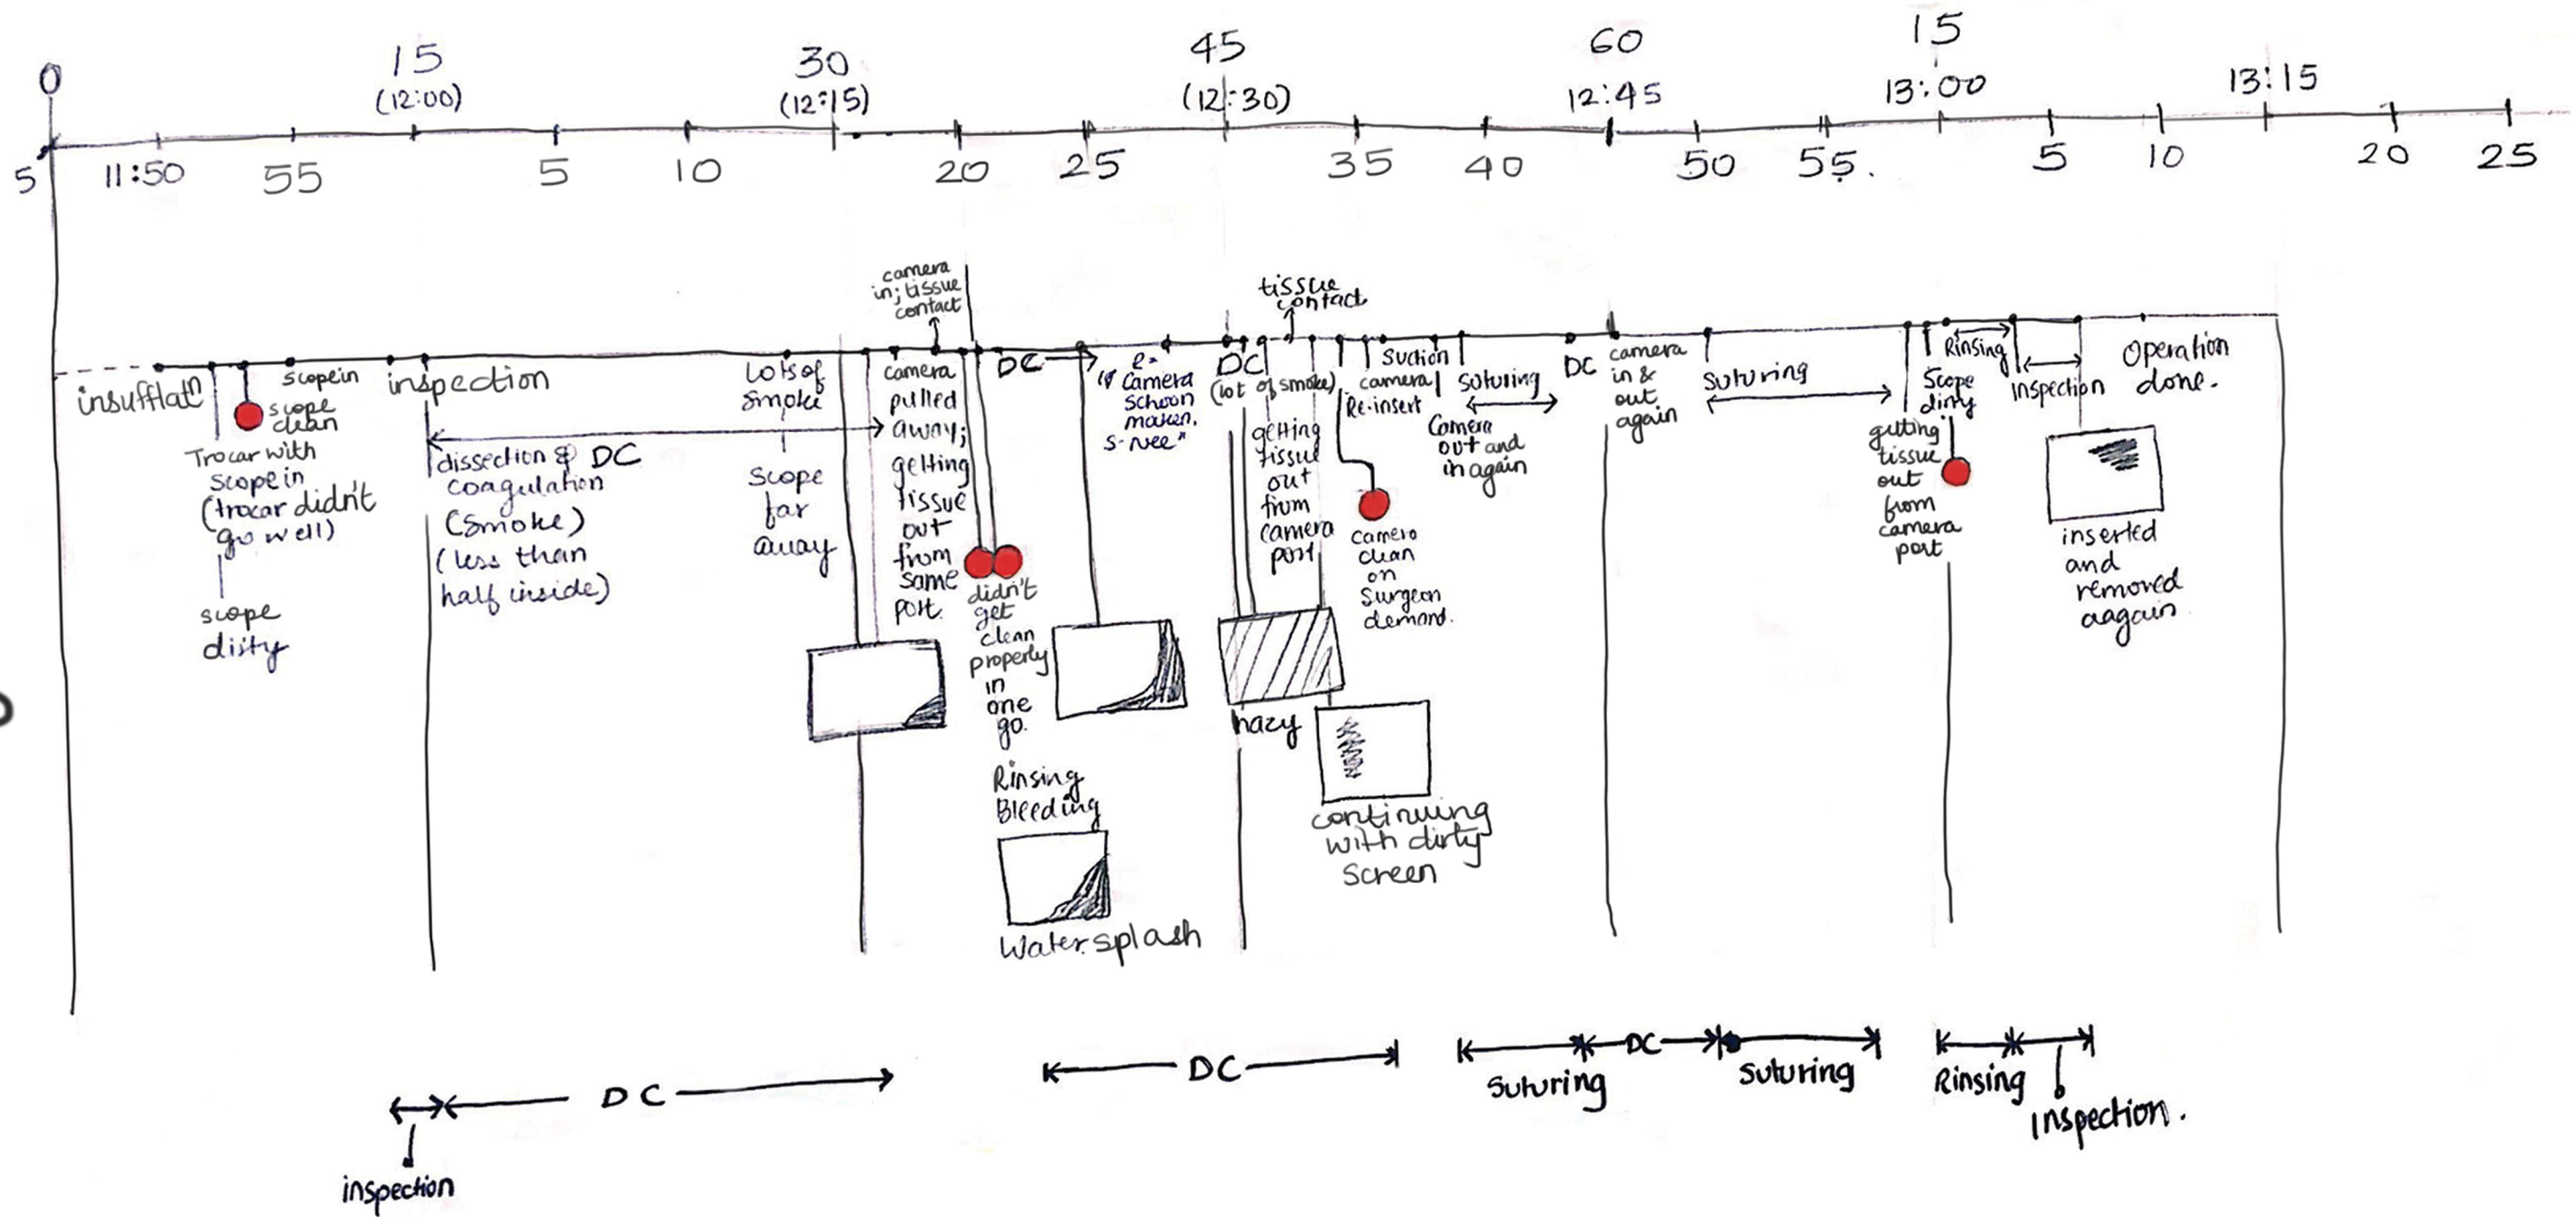 0
15
(12:00)
30
(12:15)
45
(12:30)
60
12:45
15
13:00
13:15
5
11:50
55
5
10
20
25
35
40
50
55.
5
10
20
25
insufflatn
Trocar with
scope in
(trocar didn't
go well)
scope
dirty
scope
clean
scope in
inspection
dissection & DC
coagulation
(smoke)
(less than
half inside)
Lots of
smoke
scope
far
away
camera
pulled
away;
getting
tissue
out
from
same
port.
camera
in; tissue
contact
didn't
get
clean
properly
in
one
go.
Rinsing
Bleeding
Water splash
DC
camera
schoon
maken.
s-nee"
DC
(lot of smoke)
hazy
getting
tissue
out
from
camera
port
tissue
contact
continuing
with dirty
screen
camera
Re-insert
camera
clean
on
surgeon
demand.
suction
suturing
Camera
out and
in again
DC
camera
in &
out
again
suturing
getting
tissue
out
from
camera
port
Scope
dirty
Rinsing
Inspection
inserted
and
removed
aagain
Operation
done.
inspection
DC
DC
suturing
DC
suturing
Rinsing
Inspection.